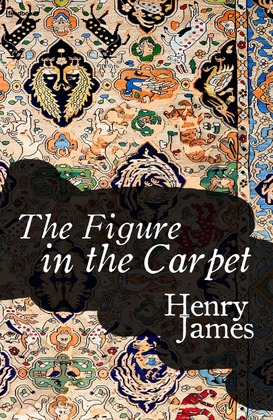 The Figure
in the Carpet
Henry
James